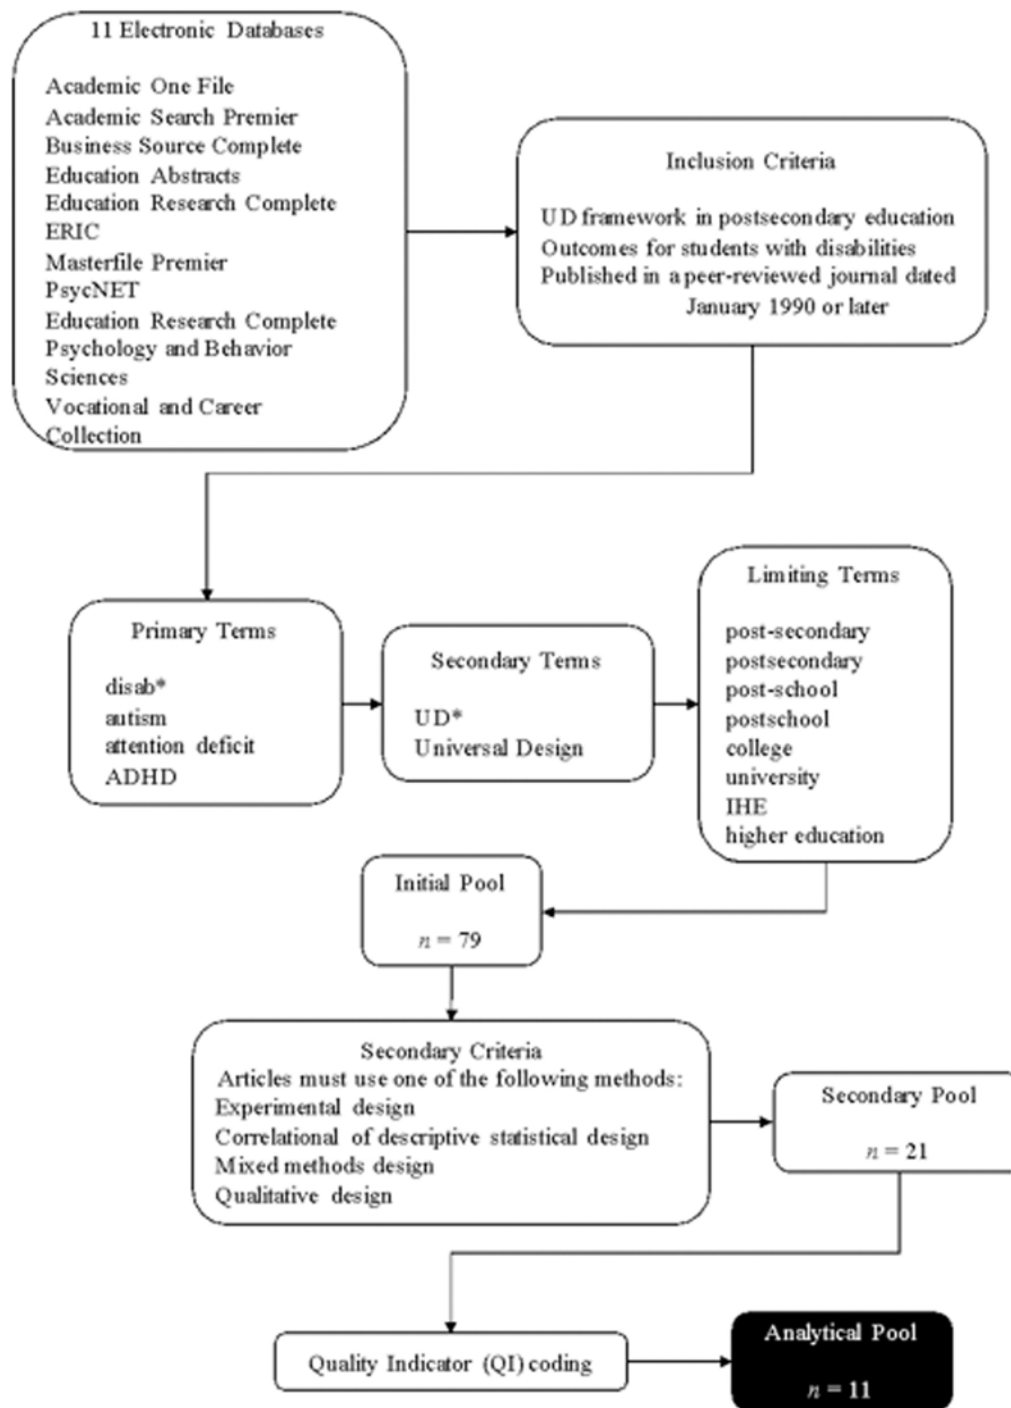 11 Electronic Databases
Academic One File
Academic Search Premier
Business Source Complete
Education Abstracts
Education Research Complete
ERIC
Masterfile Premier
PsycNET
Education Research Complete
Psychology and Behavior
Sciences
Vocational and Career
Collection
Inclusion Criteria
UD framework in postsecondary education
Outcomes for students with disabilities
Published in a peer-reviewed journal dated
January 1990 or later
Primary Terms
disab*
autism
attention deficit
ADHD
Secondary Terms
UD*
Universal Design
Limiting Terms
post-secondary
postsecondary
post-school
postschool
college
university
IHE
higher education
Initial Pool
n = 79
Secondary Criteria
Articles must use one of the following methods:
Experimental design
Correlational of descriptive statistical design
Mixed methods design
Qualitative design
Secondary Pool
n = 21
Quality Indicator (QI) coding
Analytical Pool
n = 11